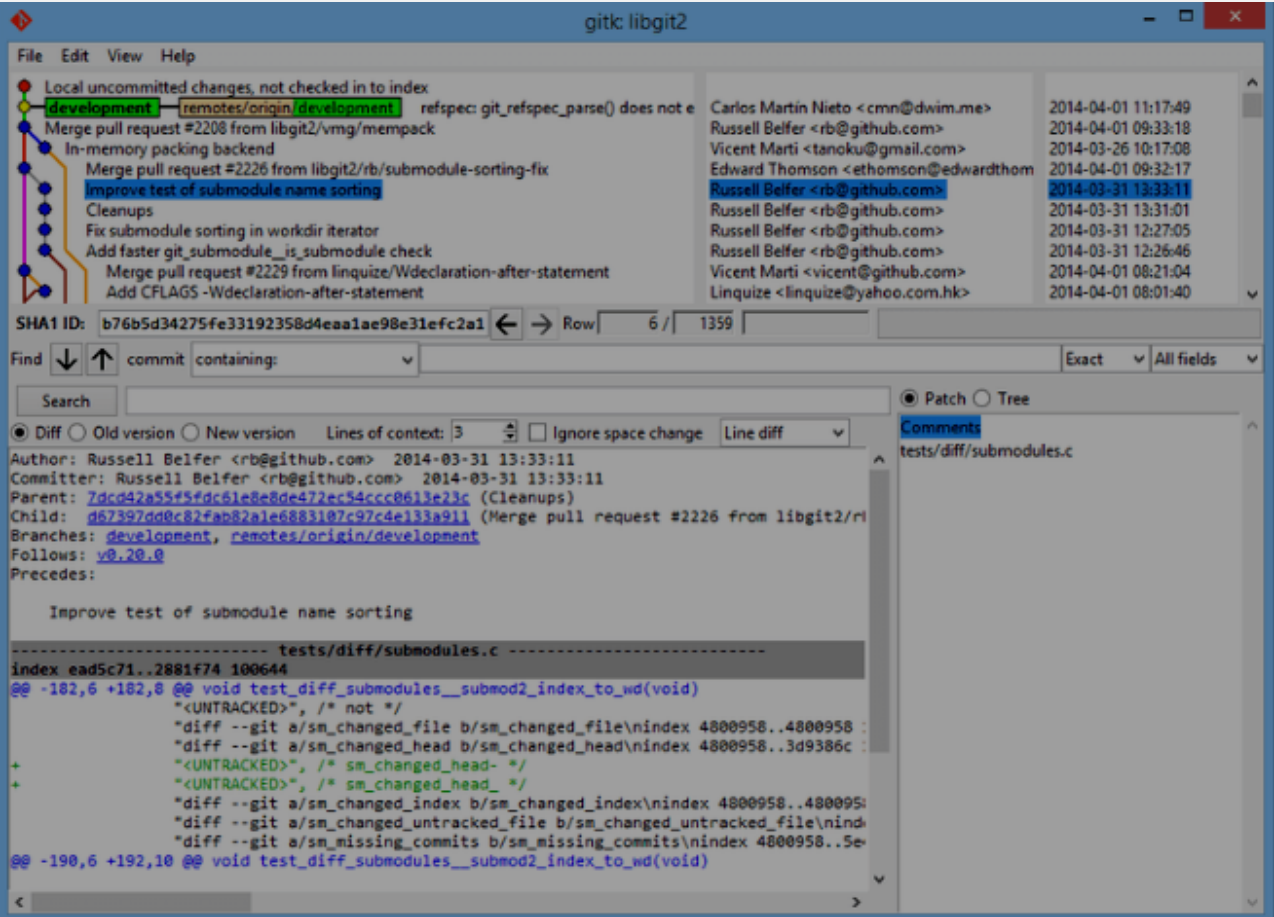 gitk: libgit2
File Edit View Help
Local uncommitted changes, not checked in to index
development remotes/origin/development refspec: git_refspec_parse() does not e Carlos Martín Nieto <cmn@dwim.me> 2014-04-01 11:17:49
Merge pull request #2208 from libgit2/vmg/mempack Russell Belfer <rb@github.com> 2014-04-01 09:33:18
In-memory packing backend Vicent Marti <tanoku@gmail.com> 2014-03-26 10:17:08
Merge pull request #2226 from libgit2/rb/submodule-sorting-fix Edward Thomson <ethomson@edwardthom 2014-04-01 09:32:17
Improve test of submodule name sorting Russell Belfer <rb@github.com> 2014-03-31 13:33:11
Cleanups Russell Belfer <rb@github.com> 2014-03-31 13:31:01
Fix submodule sorting in workdir iterator Russell Belfer <rb@github.com> 2014-03-31 12:27:05
Add faster git_submodule__is_submodule check Russell Belfer <rb@github.com> 2014-03-31 12:26:46
Merge pull request #2229 from linquize/Wdeclaration-after-statement Vicent Marti <vicent@github.com> 2014-04-01 08:21:04
Add CFLAGS -Wdeclaration-after-statement Linquize <linquize@yahoo.com.hk> 2014-04-01 08:01:40
SHA1 ID: b76b5d34275fe33192358d4eaa1ae98e31efc2a1 ← → Row 6 / 1359
Find ↓ ↑ commit containing: Exact All fields
Search
Patch Tree
Diff Old version New version Lines of context: 3 Ignore space change Line diff
Comments
tests/diff/submodules.c
Author: Russell Belfer <rb@github.com> 2014-03-31 13:33:11
Committer: Russell Belfer <rb@github.com> 2014-03-31 13:33:11
Parent: 7dcd42a55f5fdc61e8e8de472ec54ccc0613e23c (Cleanups)
Child: d67397dd0c82fab82a1e6883107c97c4e133a911 (Merge pull request #2226 from libgit2/r
Branches: development, remotes/origin/development
Follows: v0.20.0
Precedes:
Improve test of submodule name sorting
-------------------------- tests/diff/submodules.c --------------------------
index ead5c71..2881f74 100644
@@ -182,6 +182,8 @@ void test_diff_submodules__submod2_index_to_wd(void)
"<UNTRACKED>", /* not */
"diff --git a/sm_changed_file b/sm_changed_file\nindex 4800958..4800958
"diff --git a/sm_changed_head b/sm_changed_head\nindex 4800958..3d9386c
+ "<UNTRACKED>", /* sm_changed_head- */
+ "<UNTRACKED>", /* sm_changed_head_ */
"diff --git a/sm_changed_index b/sm_changed_index\nindex 4800958..480095
"diff --git a/sm_changed_untracked_file b/sm_changed_untracked_file\nind
"diff --git a/sm_missing_commits b/sm_missing_commits\nindex 4800958..5e
@@ -190,6 +192,10 @@ void test_diff_submodules__submod2_index_to_wd(void)